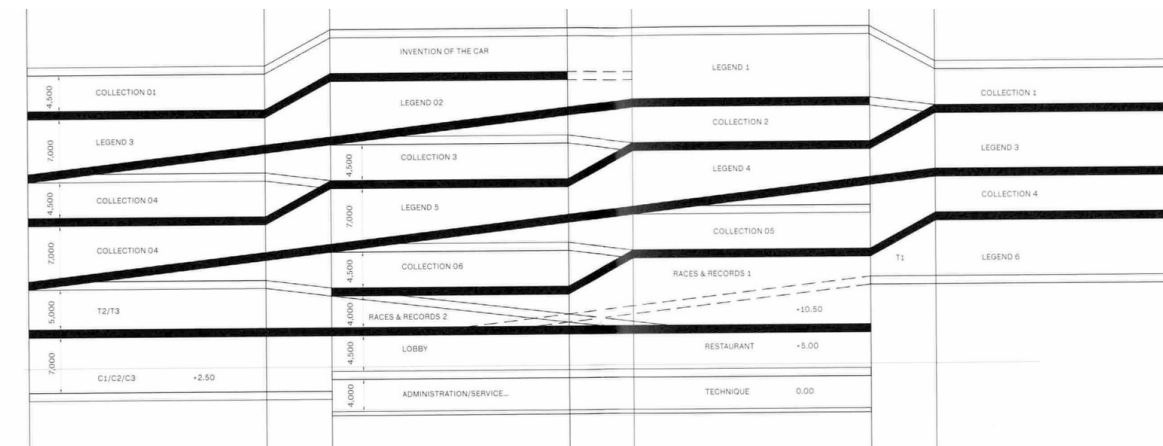 INVENTION OF THE CAR
LEGEND 1
COLLECTION 01
4,500
LEGEND 02
COLLECTION 1
COLLECTION 2
LEGEND 3
7,000
COLLECTION 3
4,500
LEGEND 4
LEGEND 3
COLLECTION 04
4,500
LEGEND 5
7,000
COLLECTION 4
COLLECTION 04
7,000
COLLECTION 05
COLLECTION 06
4,500
RACES & RECORDS 1
T1
LEGEND 6
T2/T3
5,000
RACES & RECORDS 2
4,000
+10.50
LOBBY
4,500
RESTAURANT +5.00
7,000
C1/C2/C3 +2.50
4,000
ADMINISTRATION/SERVICE...
TECHNIQUE 0.00